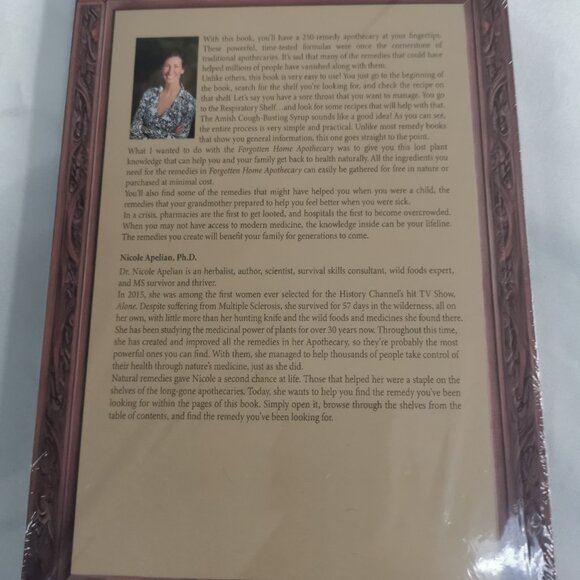 With this book, you'll have a 250-remedy apothecary at your fingertips.
These powerful, time-tested formulas were once the cornerstone of
traditional apothecaries. It's sad that many of the remedies that could have
helped millions of people have vanished along with them.
Unlike others, this book is very easy to use! You just go to the beginning of
the book, search for the shelf you're looking for, and check the recipe on
that shelf. Let's say you have a sore throat that you want to manage. You go
to the Respiratory Shelf…and look for some recipes that will help with that.
The Amish Cough-Busting Syrup sounds like a good idea! As you can see,
the entire process is very simple and practical. Unlike most remedy books
that show you general information, this one goes straight to the point.
What I wanted to do with the Forgotten Home Apothecary was to give you this lost plant
knowledge that can help you and your family get back to health naturally. All the ingredients you
need for the remedies in Forgotten Home Apothecary can easily be gathered for free in nature or
purchased at minimal cost.
You'll also find some of the remedies that might have helped you when you were a child, the
remedies that your grandmother prepared to help you feel better when you were sick.
In a crisis, pharmacies are the first to get looted, and hospitals the first to become overcrowded.
When you may not have access to modern medicine, the knowledge inside can be your lifeline.
The remedies you create will benefit your family for generations to come.
Nicole Apelian, Ph.D.
Dr. Nicole Apelian is an herbalist, author, scientist, survival skills consultant, wild foods expert,
and MS survivor and thriver.
In 2015, she was among the first women ever selected for the History Channel's hit TV Show,
Alone. Despite suffering from Multiple Sclerosis, she survived for 57 days in the wilderness, all on
her own, with little more than her hunting knife and the wild foods and medicines she found there.
She has been studying the medicinal power of plants for over 30 years now. Throughout this time,
she has created and improved all the remedies in her Apothecary, so they're probably the most
powerful ones you can find. With them, she managed to help thousands of people take control of
their health through nature's medicine, just as she did.
Natural remedies gave Nicole a second chance at life. Those that helped her were a staple on the
shelves of the long-gone apothecaries. Today, she wants to help you find the remedy you've been
looking for within the pages of this book. Simply open it, browse through the shelves from the
table of contents, and find the remedy you've been looking for.